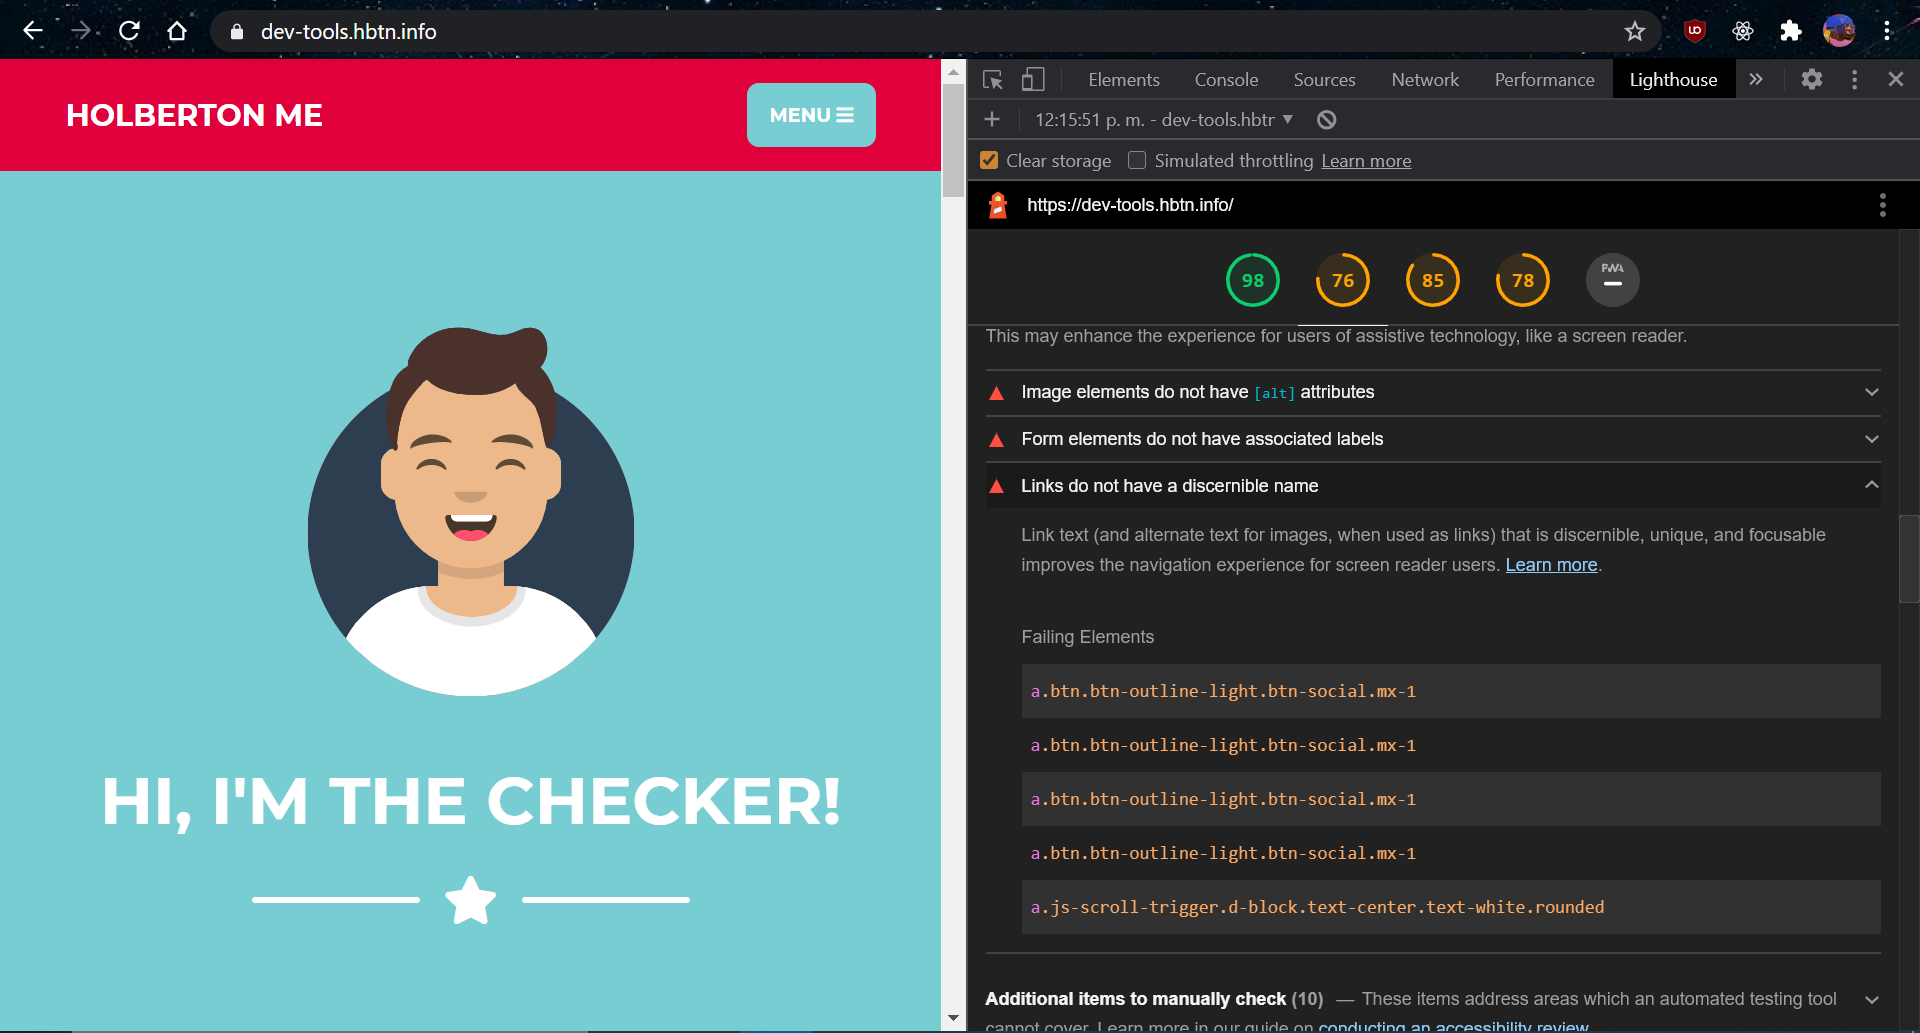 dev-tools.hbtn.info
HOLBERTON ME
MENU
HI, I'M THE CHECKER!
Elements Console Sources Network Performance Lighthouse
12:15:51 p. m. - dev-tools.hbtr
Clear storage Simulated throttling Learn more
https://dev-tools.hbtn.info/
98 76 85 78 PWA
This may enhance the experience for users of assistive technology, like a screen reader.
Image elements do not have [alt] attributes
Form elements do not have associated labels
Links do not have a discernible name
Link text (and alternate text for images, when used as links) that is discernible, unique, and focusable
improves the navigation experience for screen reader users. Learn more.
Failing Elements
a.btn.btn-outline-light.btn-social.mx-1
a.btn.btn-outline-light.btn-social.mx-1
a.btn.btn-outline-light.btn-social.mx-1
a.btn.btn-outline-light.btn-social.mx-1
a.js-scroll-trigger.d-block.text-center.text-white.rounded
Additional items to manually check (10) — These items address areas which an automated testing tool
cannot cover. Learn more in our guide on conducting an accessibility review